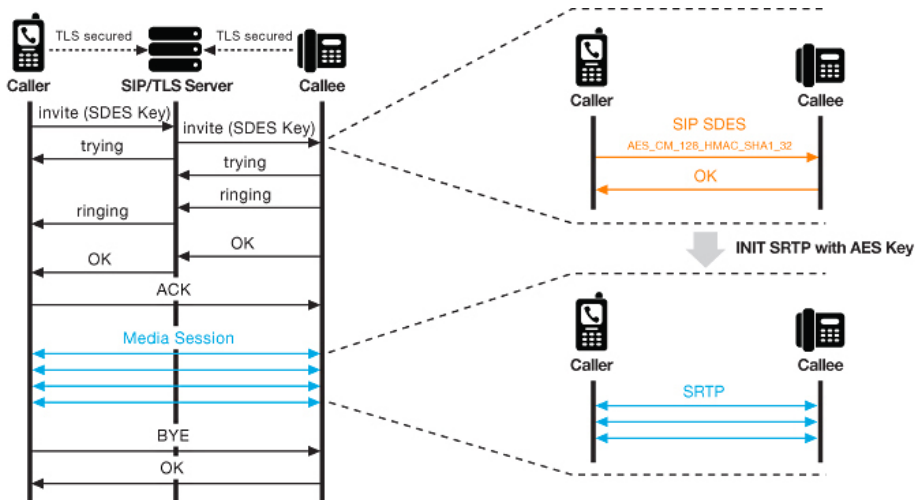 TLS secured
TLS secured
Caller
SIP/TLS Server
Callee
invite (SDES Key)
invite (SDES Key)
trying
trying
ringing
ringing
OK
OK
ACK
Media Session
BYE
OK
Caller
Callee
SIP SDES
AES_CM_128_HMAC_SHA1_32
OK
INIT SRTP with AES Key
Caller
Callee
SRTP